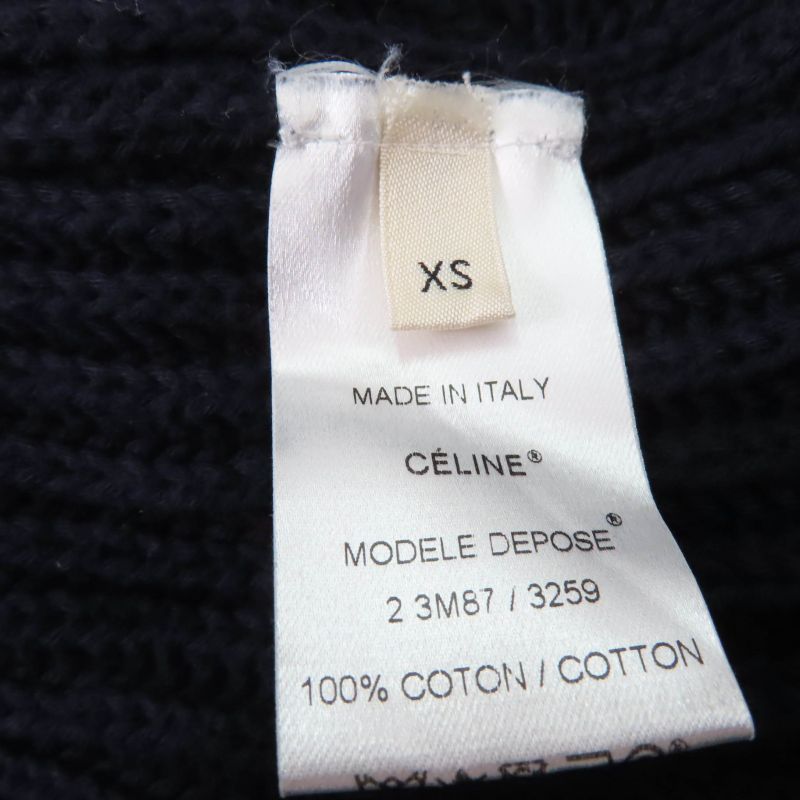 XS
MADE IN ITALY
CÉLINE®
MODELE DEPOSE®
2 3M87 / 3259
100% COTON / COTTON